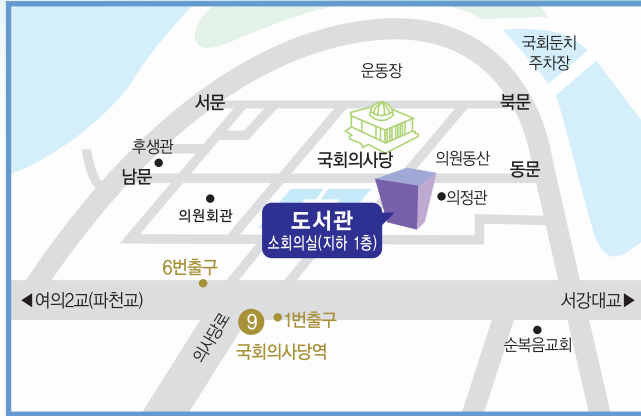 국회둔치
주차장
운동장
서문
북문
후생관
국회의사당
의원동산
남문
동문
의원회관
의정관
도서관
소회의실(지하 1층)
6번출구
◀여의2교(파천교)
서강대교▶
의사당로
9
1번출구
국회의사당역
순복음교회